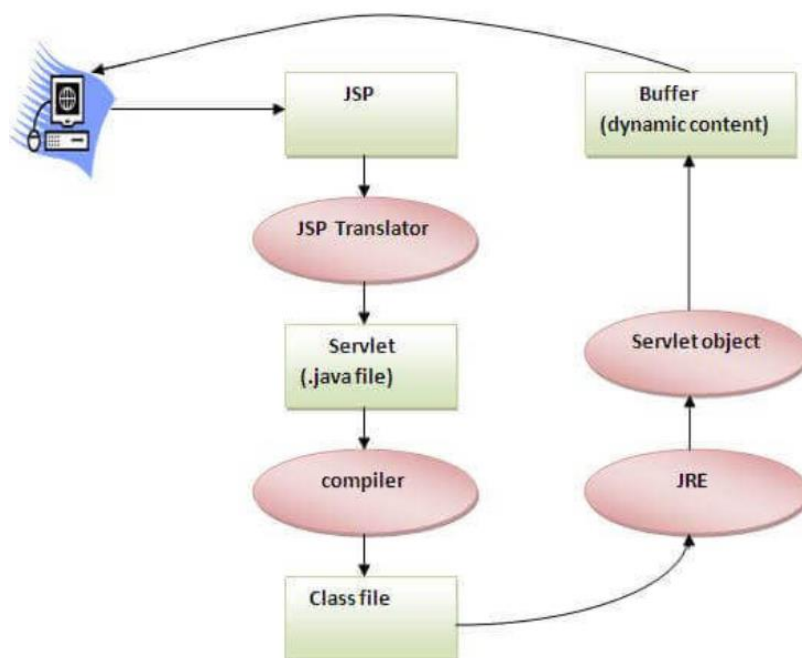 JSP
JSP Translator
Servlet
(.java file)
compiler
Class file
JRE
Servlet object
Buffer
(dynamic content)